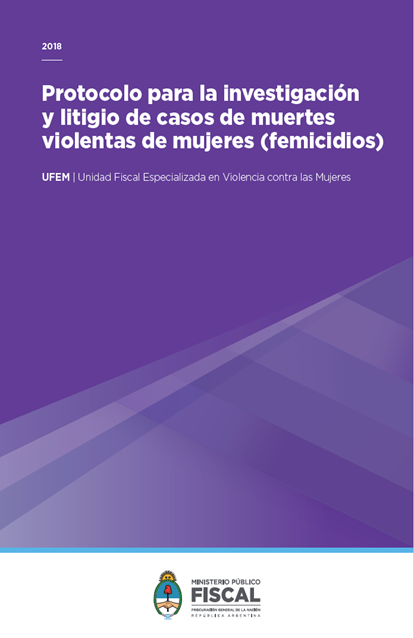 2018
Protocolo para la investigación
y litigio de casos de muertes
violentas de mujeres (femicidios)
UFEM | Unidad Fiscal Especializada en Violencia contra las Mujeres
MINISTERIO PÚBLICO
FISCAL
PROCURACIÓN GENERAL DE LA NACIÓN
REPÚBLICA ARGENTINA